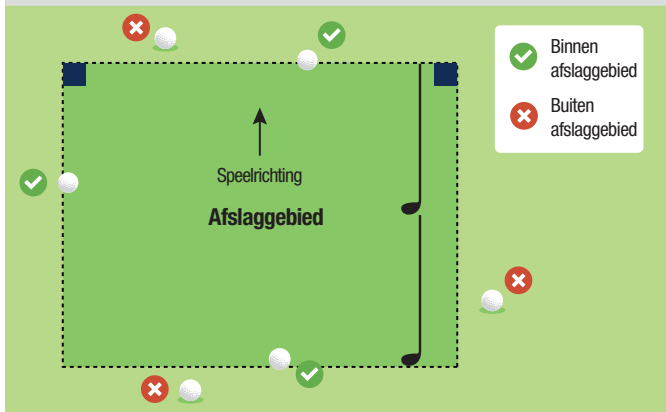 Binnen
afslaggebied
Buiten
afslaggebied
Speelrichting
Afslaggebied